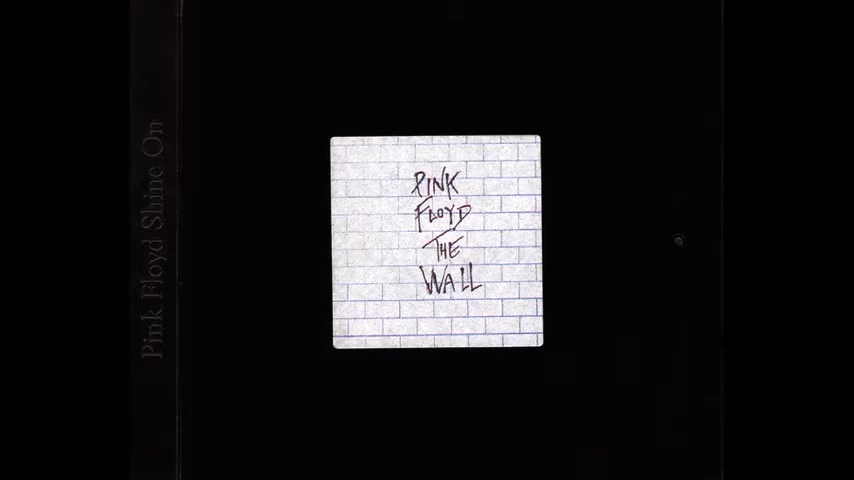 Pink Floyd Shine On
PINK
FLOYD
THE
WALL